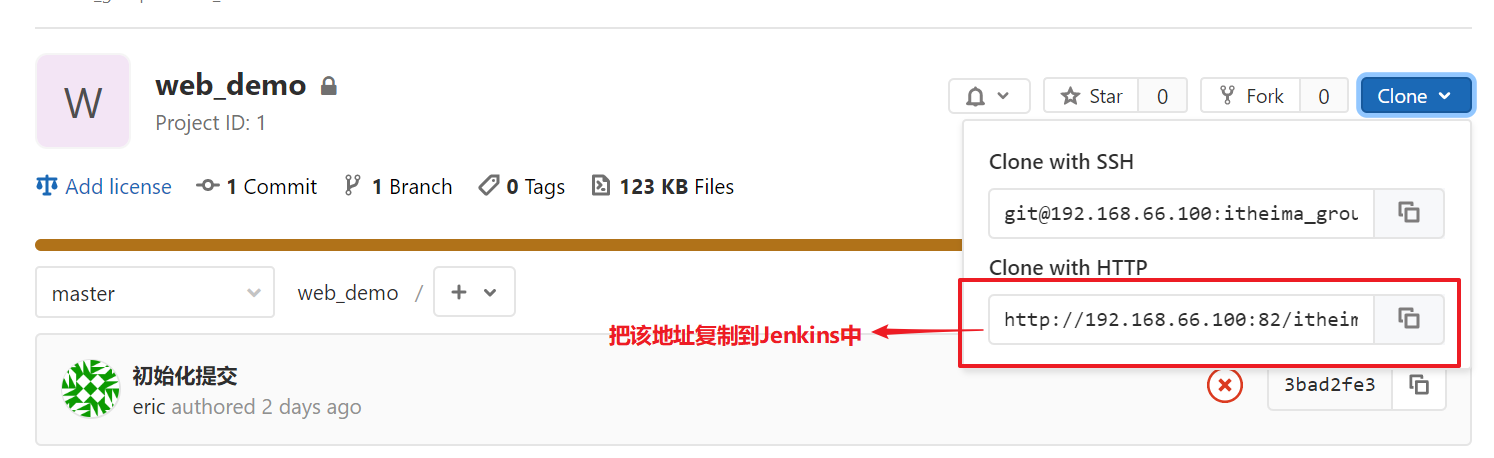 W
web_demo
Project ID: 1
Star 0
Fork 0
Clone
Add license
1 Commit
1 Branch
0 Tags
123 KB Files
Clone with SSH
git@192.168.66.100:itheima_grou
Clone with HTTP
http://192.168.66.100:82/itheim
master
web_demo / +
把该地址复制到Jenkins中
初始化提交
eric authored 2 days ago
3bad2fe3